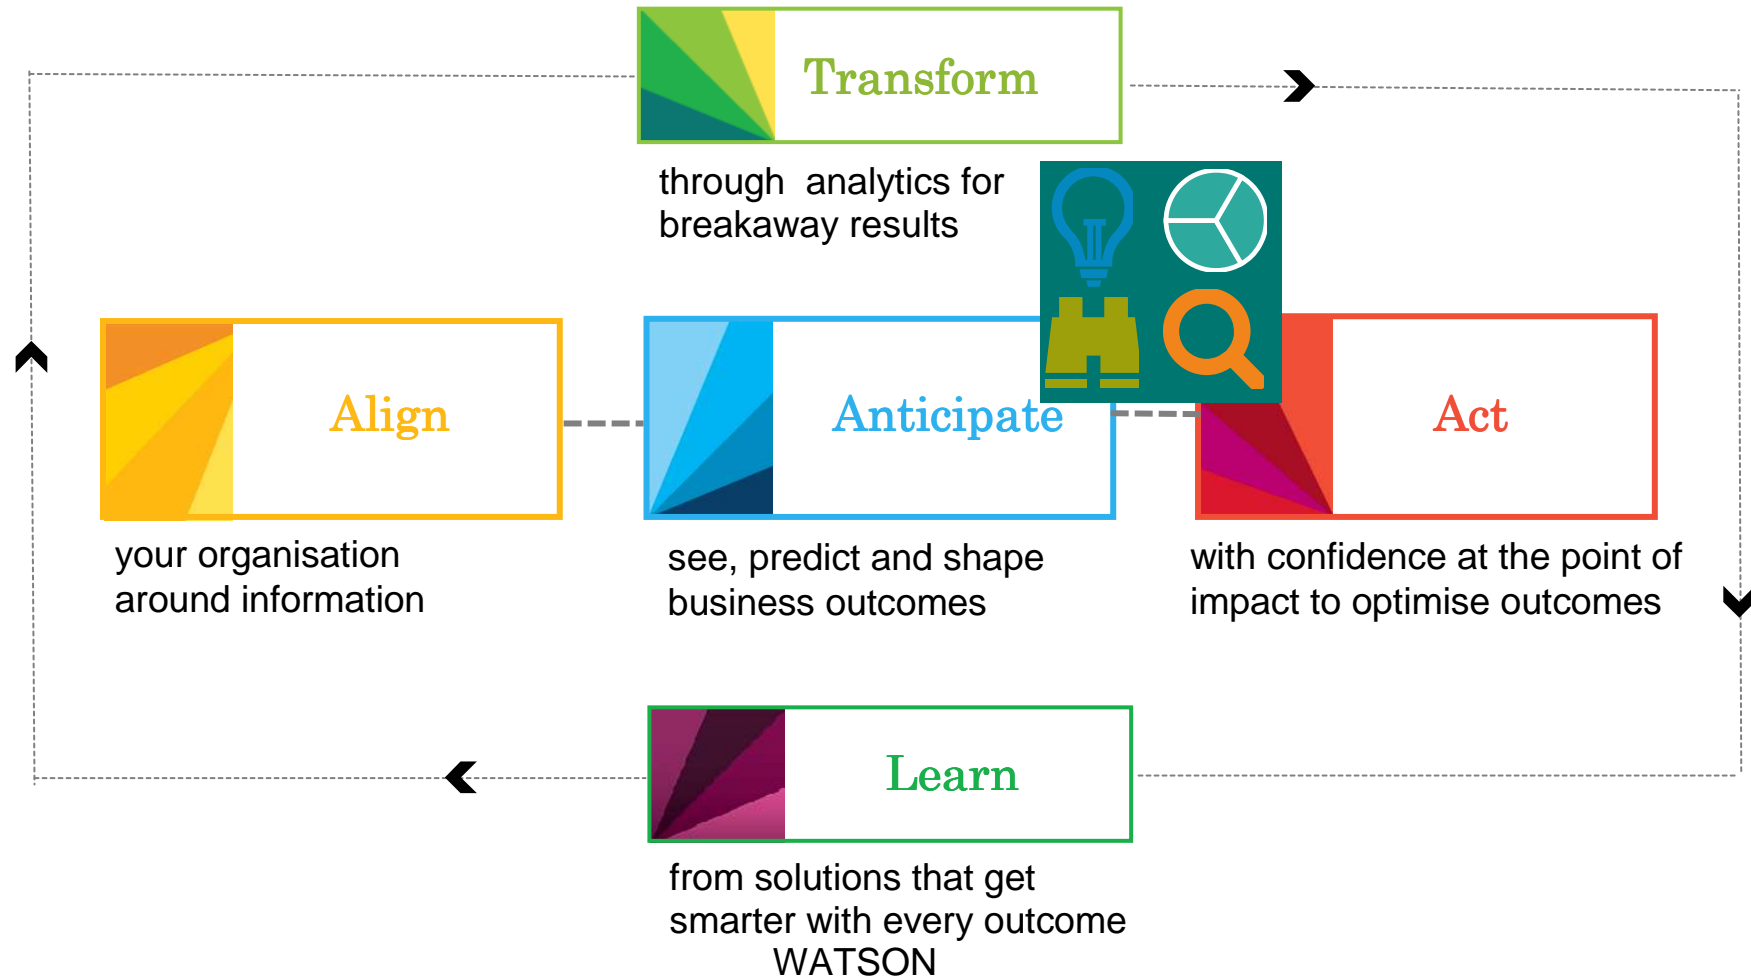 Transform
through  analytics for
breakaway results
Align
your organisation
around information
Anticipate
see, predict and shape
business outcomes
Act
with confidence at the point of
impact to optimise outcomes
Learn
from solutions that get
smarter with every outcome
WATSON